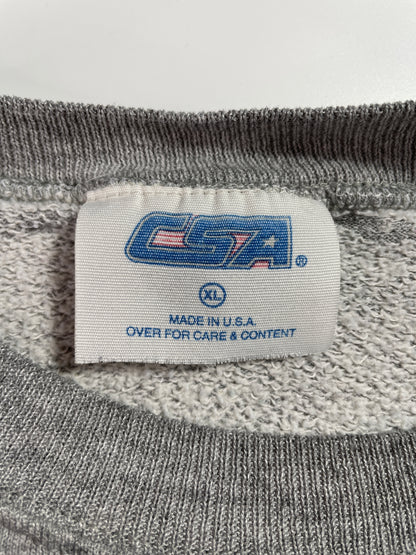 CSA®
XL
MADE IN U.S.A.
OVER FOR CARE & CONTENT